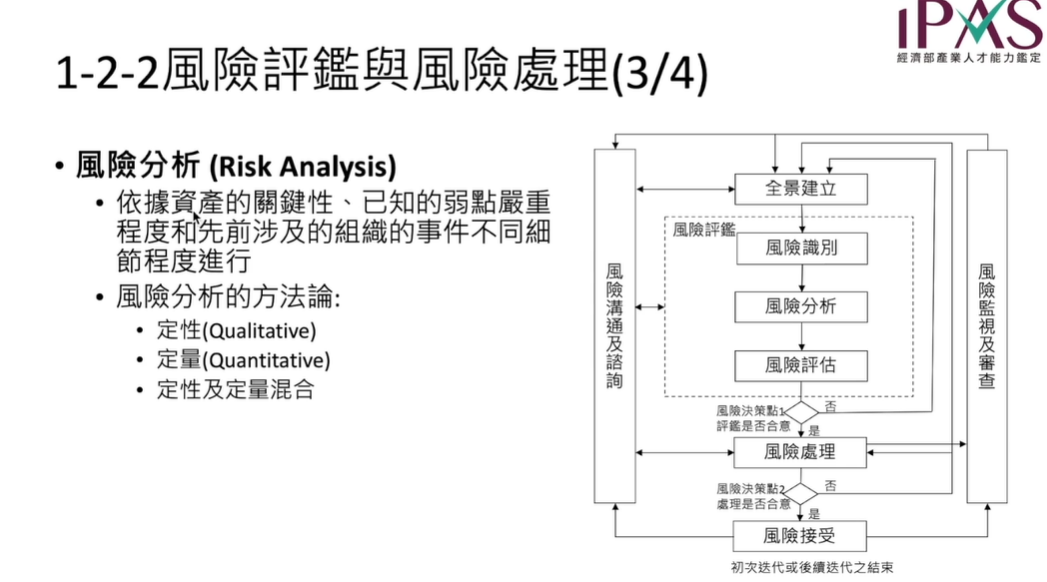 iPAS
經濟部產業人才能力鑑定
1-2-2風險評鑑與風險處理(3/4)
• 風險分析 (Risk Analysis)
• 依據資產的關鍵性、已知的弱點嚴重
程度和先前涉及的組織的事件不同細
節程度進行
• 風險分析的方法論:
• 定性(Qualitative)
• 定量(Quantitative)
• 定性及定量混合
風險溝通及諮詢
全景建立
風險評鑑
風險識別
風險分析
風險評估
風險決策點1
評鑑是否合意
否
是
風險處理
風險決策點2
處理是否合意
否
是
風險接受
風險監視及審查
初次迭代或後續迭代之結束